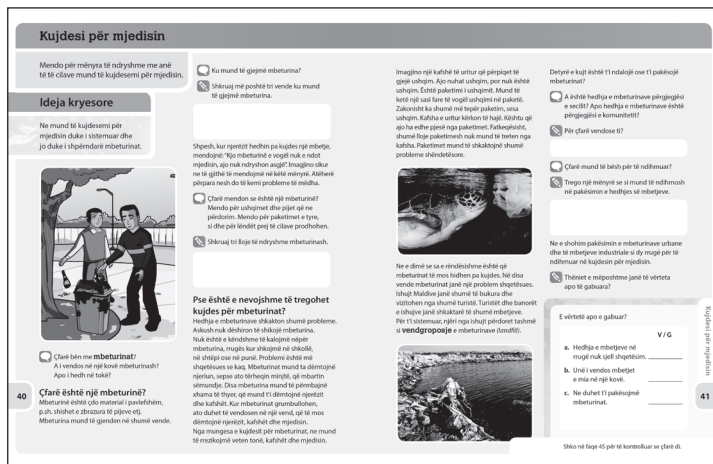 Kujdesi për mjedisin
Mendo për mënyra të ndryshme me anë
të të cilave mund të kujdesemi për mjedisin.
Ideja kryesore
Ne mund të kujdesemi për
mjedisin duke i sistemuar dhe
jo duke i shpërndarë mbeturinat.
Çfarë bën me mbeturinat?
A i vendos në një kovë mbeturinash?
Apo i hedh në tokë?
Çfarë është një mbeturinë?
Mbeturinë është çdo material i pavlefshëm,
p.sh. shishet e zbrazura të pijeve etj.
Mbeturina mund të gjenden në shumë vende.
40
Ku mund të gjejmë mbeturina?
Shkruaj më poshtë tri vende ku mund
të gjejmë mbeturina.
Shpesh, kur njerëzit hedhin pa kujdes një mbetje,
mendojnë: "Kjo mbeturinë e vogël nuk e ndot
mjedisin, ajo nuk ndryshon asgjë". Imagjino sikur
ne të gjithë të mendojmë në këtë mënyrë. Atëherë
përpara nesh do të kemi probleme të mëdha.
Çfarë mendon se është një mbeturinë?
Mendo për ushqimet dhe pijet që ne
përdorim. Mendo për paketimet e tyre,
si dhe për lëndët prej të cilave prodhohen.
Shkruaj tri lloje të ndryshme mbeturinash.
Pse është e nevojshme të tregohet
kujdes për mbeturinat?
Hedhja e mbeturinave shkakton shumë probleme.
Askush nuk dëshiron të shikojë mbeturina.
Nuk është e këndshme të kalojmë nëpër
mbeturina, rrugës kur shkojmë në shkollë,
në shtëpi ose në punë. Problemi është më
shqetësues se kaq. Mbeturinat mund ta dëmtojnë
njeriun, sepse ato tërheqin minjtë, që mbartin
sëmundje. Disa mbeturina mund të përmbajnë
xhama të thyer, që mund t'i dëmtojnë njerëzit
dhe kafshët. Kur mbeturinat grumbullohen,
ato duhet të vendosen në një vend, që të mos
dëmtojnë njerëzit, kafshët dhe mjedisin.
Nga mungesa e kujdesit për mbeturinat, ne mund
të rrezikojmë veten tonë, kafshët dhe mjedisin.
Imagjino një kafshë të uritur që përpiqet të
gjejë ushqim. Ajo nuhat ushqim, por nuk është
ushqim. Është paketimi i ushqimit. Mund të
ketë një sasi fare të vogël ushqimi në paketë.
Zakonisht ka shumë më tepër paketim, sesa
ushqim. Kafsha e uritur kërkon të hajë. Kështu që
ajo ha edhe pjesë nga paketimet. Fatkeqësisht,
shumë lloje paketimesh nuk mund të treten nga
kafsha. Paketimet mund të shkaktojnë shumë
probleme shëndetësore.
Ne e dimë se sa e rëndësishme është që
mbeturinat të mos hidhen pa kujdes. Në disa
vende mbeturinat janë një problem shqetësues.
Ishujt Maldive janë shumë të bukura dhe
vizitohen nga shumë turistë. Turistët dhe banorët
e ishujve janë shkaktarë të shumë mbetjeve.
Për t'i sistemuar, njëri nga ishujt përdoret tashmë
si vendgroposje e mbeturinave (landfill).
Detyrë e kujt është t'i ndalojë ose t'i pakësojë
mbeturinat?
A është hedhja e mbeturinave përgjegjësi
e secilit? Apo hedhja e mbeturinave është
përgjegjësi e komunitetit?
Për çfarë vendose ti?
Çfarë mund të bësh për të ndihmuar?
Trego një mënyrë se si mund të ndihmosh
në pakësimin e hedhjes së mbetjeve.
Ne e shohim pakësimin e mbeturinave urbane
dhe të mbetjeve industriale si dy rrugë për të
ndihmuar në kujdesin për mjedisin.
Thëniet e mëposhtme janë të vërteta
apo të gabuara?
E vërtetë apo e gabuar?
V / G
a. Hedhja e mbetjeve në
rrugë nuk sjell shqetësim.
b. Unë i vendos mbetjet
e mia në një kovë.
c. Ne duhet t'i pakësojmë
mbeturinat.
Kujdesi për mjedisin
41
Shko në faqe 45 për të kontrolluar se çfarë di.